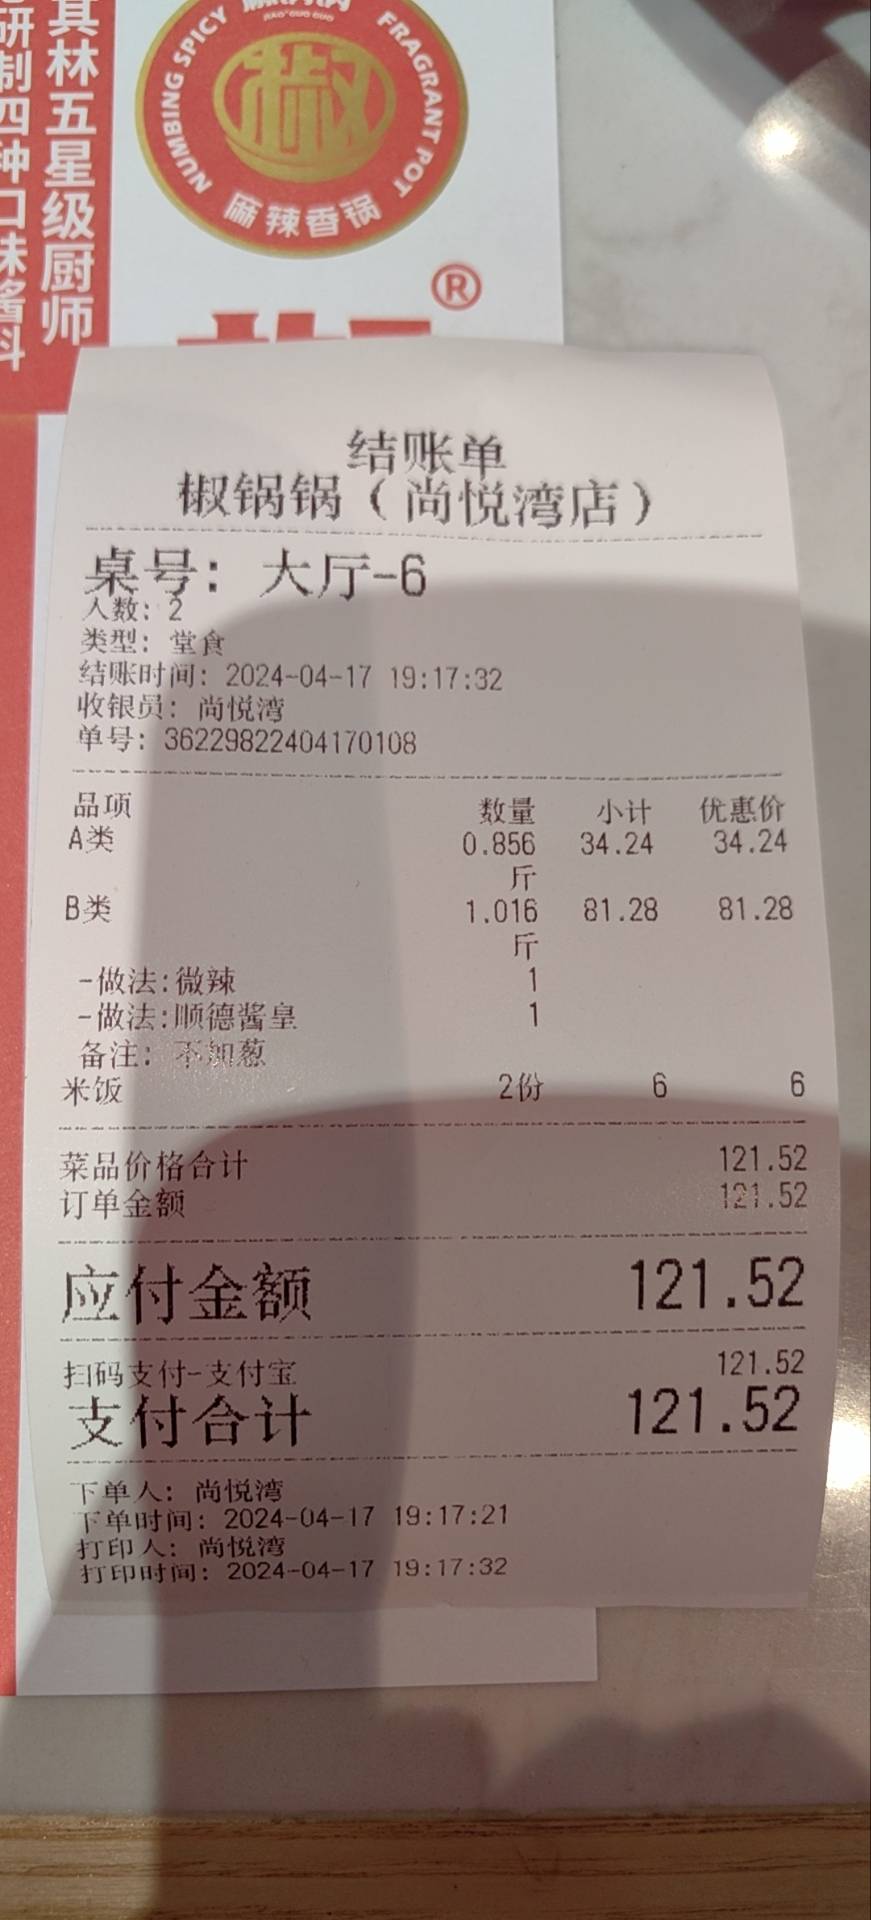 其林五星级厨师
研制四种口味酱料
NUMBING SPICY
FRAGRANT POT
JIAO GUO GUO
椒
麻辣香锅
®
结账单
椒锅锅（尚悦湾店）
桌号: 大厅-6
人数: 2
类型: 堂食
结账时间: 2024-04-17 19:17:32
收银员: 尚悦湾
单号: 36229822404170108
品项 数量 小计 优惠价
A类 0.856 34.24 34.24
斤
B类 1.016 81.28 81.28
斤
-做法:微辣 1
-做法:顺德酱皇 1
备注: 不加葱
米饭 2份 6 6
菜品价格合计 121.52
订单金额 121.52
应付金额 121.52
扫码支付-支付宝 121.52
支付合计 121.52
下单人: 尚悦湾
下单时间: 2024-04-17 19:17:21
打印人: 尚悦湾
打印时间: 2024-04-17 19:17:32